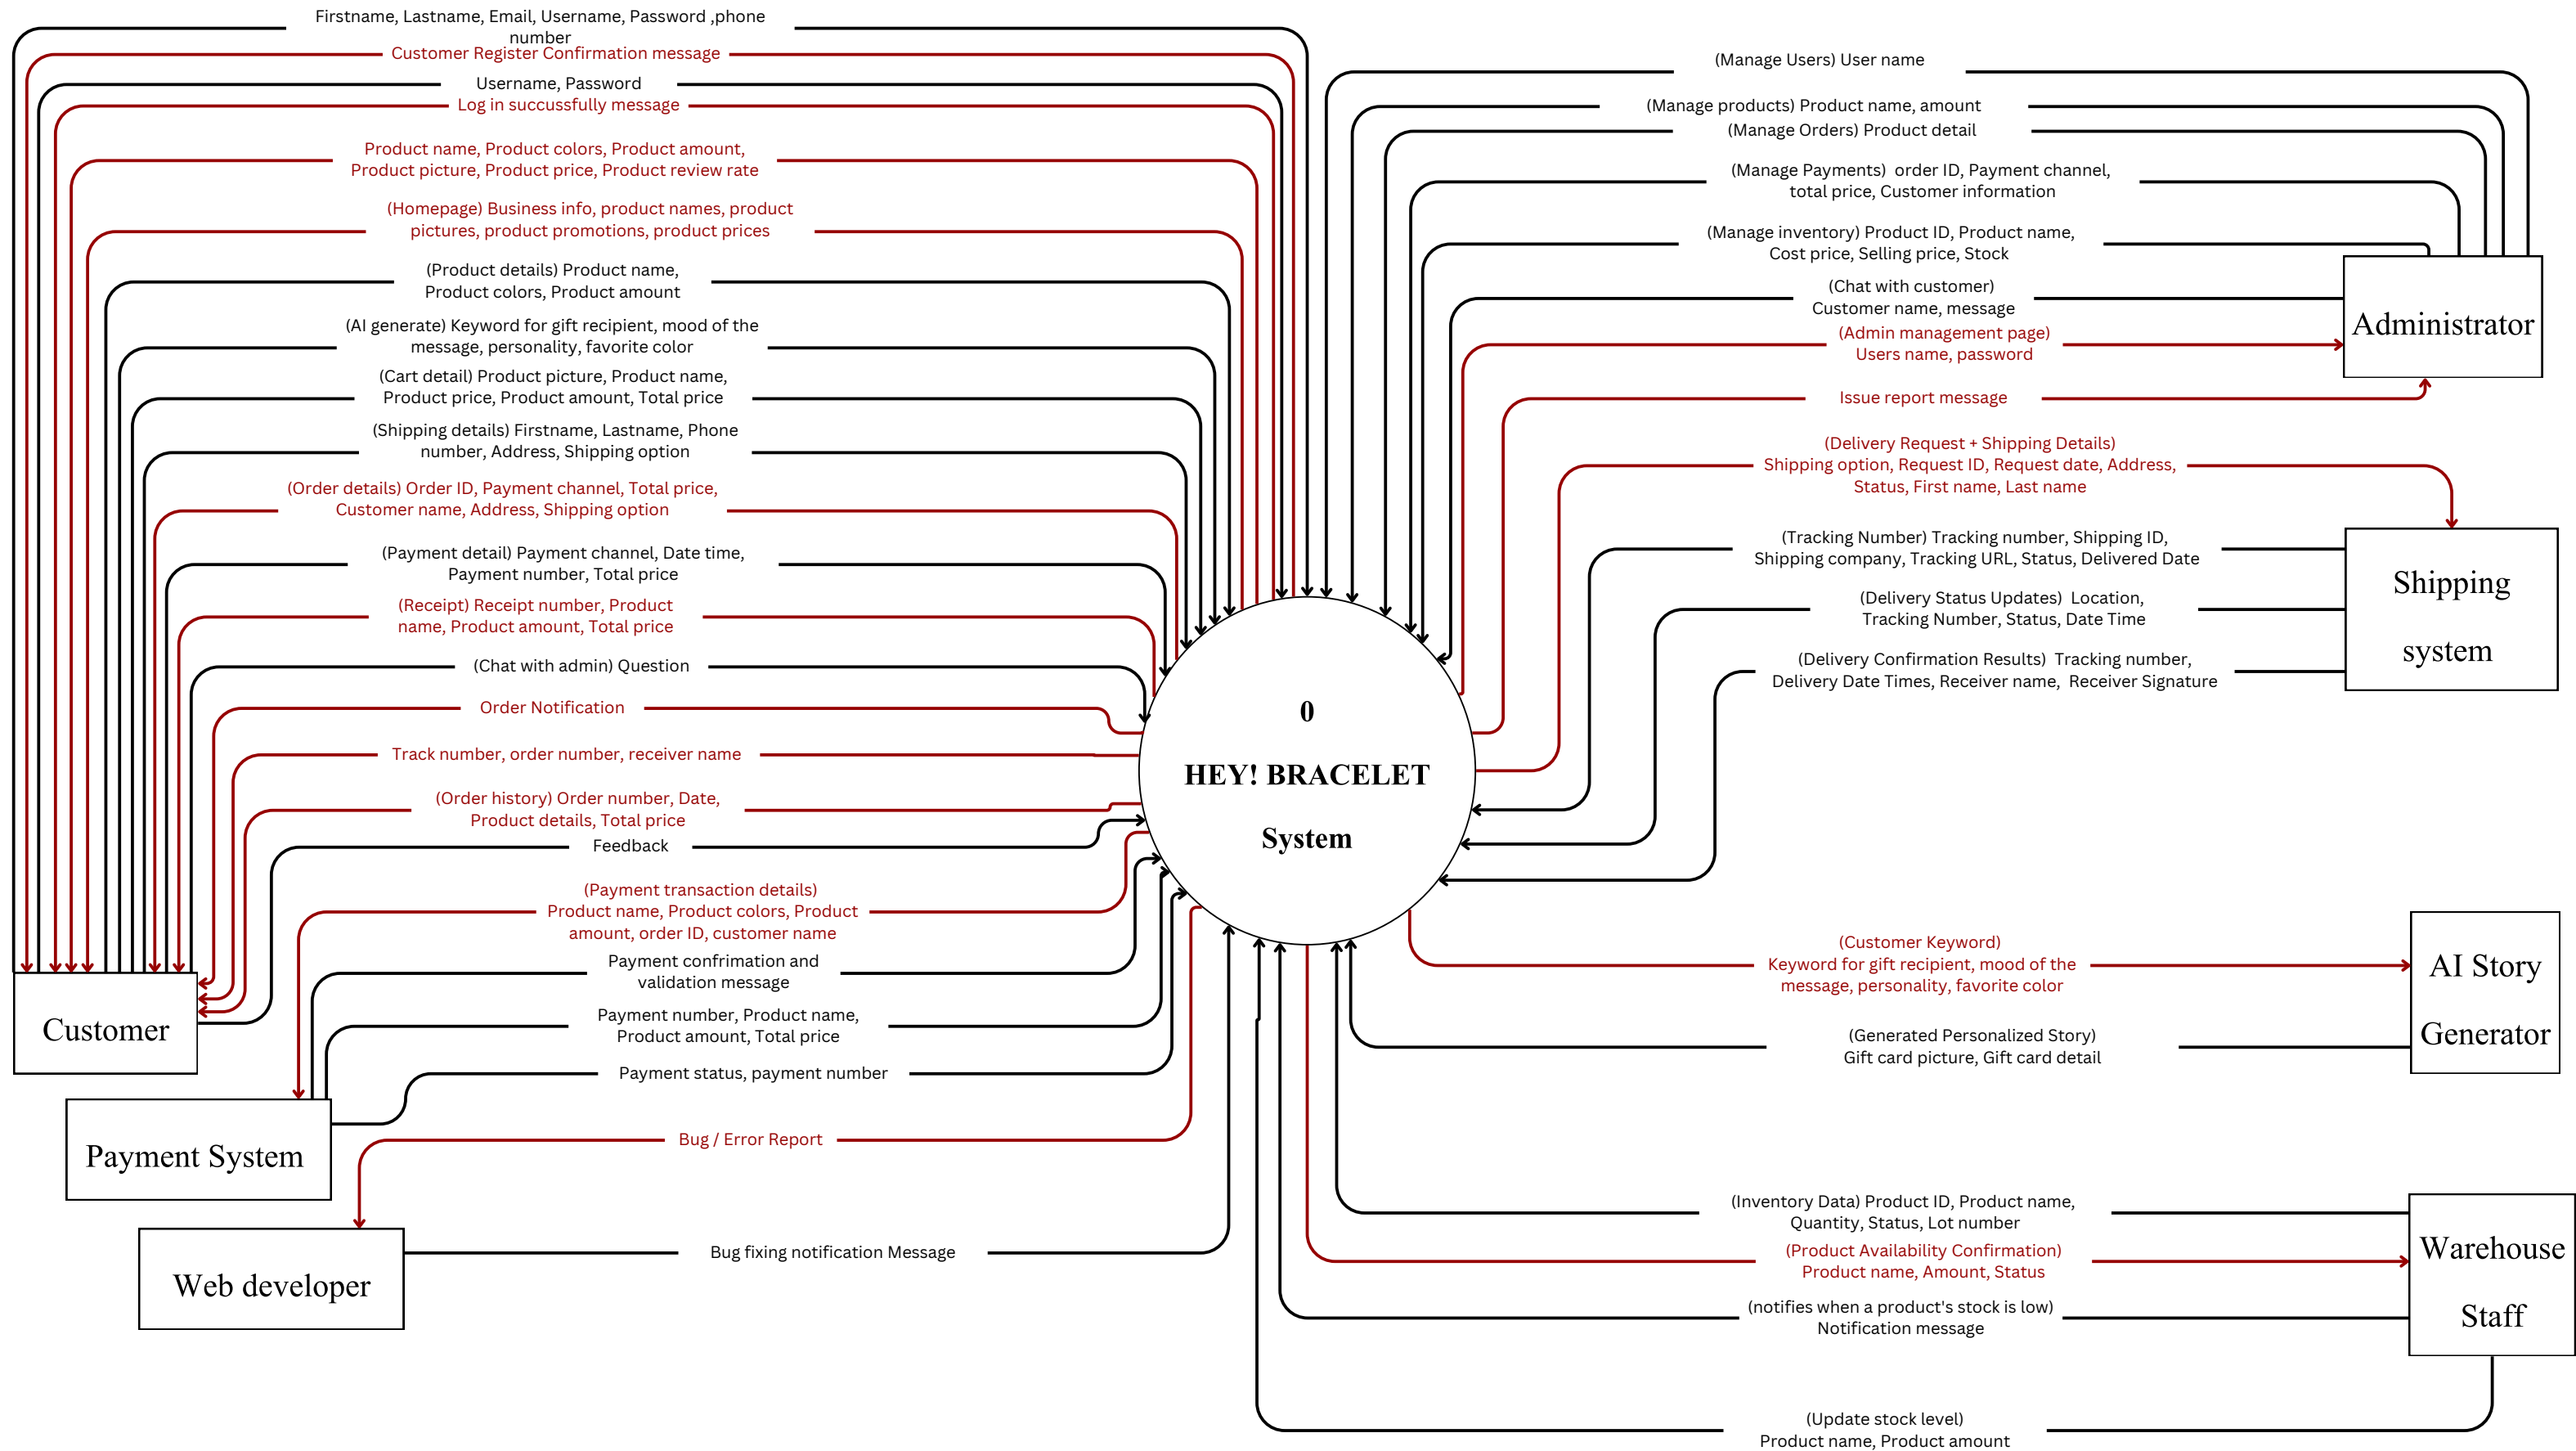 Firstname, Lastname, Email, Username, Password ,phone
number
Customer Register Confirmation message
Username, Password
Log in succussfully message
Product name, Product colors, Product amount,
Product picture, Product price, Product review rate
(Homepage) Business info, product names, product
pictures, product promotions, product prices
(Product details) Product name,
Product colors, Product amount
(AI generate) Keyword for gift recipient, mood of the
message, personality, favorite color
(Cart detail) Product picture, Product name,
Product price, Product amount, Total price
(Shipping details) Firstname, Lastname, Phone
number, Address, Shipping option
(Order details) Order ID, Payment channel, Total price,
Customer name, Address, Shipping option
(Payment detail) Payment channel, Date time,
Payment number, Total price
(Receipt) Receipt number, Product
name, Product amount, Total price
(Chat with admin) Question
Order Notification
Track number, order number, receiver name
(Order history) Order number, Date,
Product details, Total price
Feedback
(Payment transaction details)
Product name, Product colors, Product
amount, order ID, customer name
Payment confrimation and
validation message
Payment number, Product name,
Product amount, Total price
Payment status, payment number
Bug / Error Report
Bug fixing notification Message
Customer
Payment System
Web developer
0
HEY! BRACELET
System
(Manage Users) User name
(Manage products) Product name, amount
(Manage Orders) Product detail
(Manage Payments)  order ID, Payment channel,
total price, Customer information
(Manage inventory) Product ID, Product name,
Cost price, Selling price, Stock
(Chat with customer)
Customer name, message
(Admin management page)
Users name, password
Issue report message
Administrator
(Delivery Request + Shipping Details)
Shipping option, Request ID, Request date, Address,
Status, First name, Last name
(Tracking Number) Tracking number, Shipping ID,
Shipping company, Tracking URL, Status, Delivered Date
(Delivery Status Updates)  Location,
Tracking Number, Status, Date Time
(Delivery Confirmation Results)  Tracking number,
Delivery Date Times, Receiver name,  Receiver Signature
Shipping
system
(Customer Keyword)
Keyword for gift recipient, mood of the
message, personality, favorite color
(Generated Personalized Story)
Gift card picture, Gift card detail
AI Story
Generator
(Inventory Data) Product ID, Product name,
Quantity, Status, Lot number
(Product Availability Confirmation)
Product name, Amount, Status
(notifies when a product's stock is low)
Notification message
(Update stock level)
Product name, Product amount
Warehouse
Staff